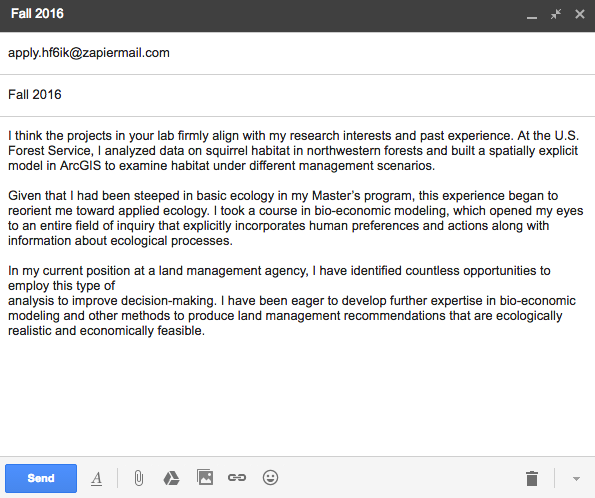 Fall 2016
apply.hf6ik@zapiermail.com
Fall 2016
I think the projects in your lab firmly align with my research interests and past experience. At the U.S.
Forest Service, I analyzed data on squirrel habitat in northwestern forests and built a spatially explicit
model in ArcGIS to examine habitat under different management scenarios.
Given that I had been steeped in basic ecology in my Master's program, this experience began to
reorient me toward applied ecology. I took a course in bio-economic modeling, which opened my eyes
to an entire field of inquiry that explicitly incorporates human preferences and actions along with
information about ecological processes.
In my current position at a land management agency, I have identified countless opportunities to
employ this type of
analysis to improve decision-making. I have been eager to develop further expertise in bio-economic
modeling and other methods to produce land management recommendations that are ecologically
realistic and economically feasible.
Send
A